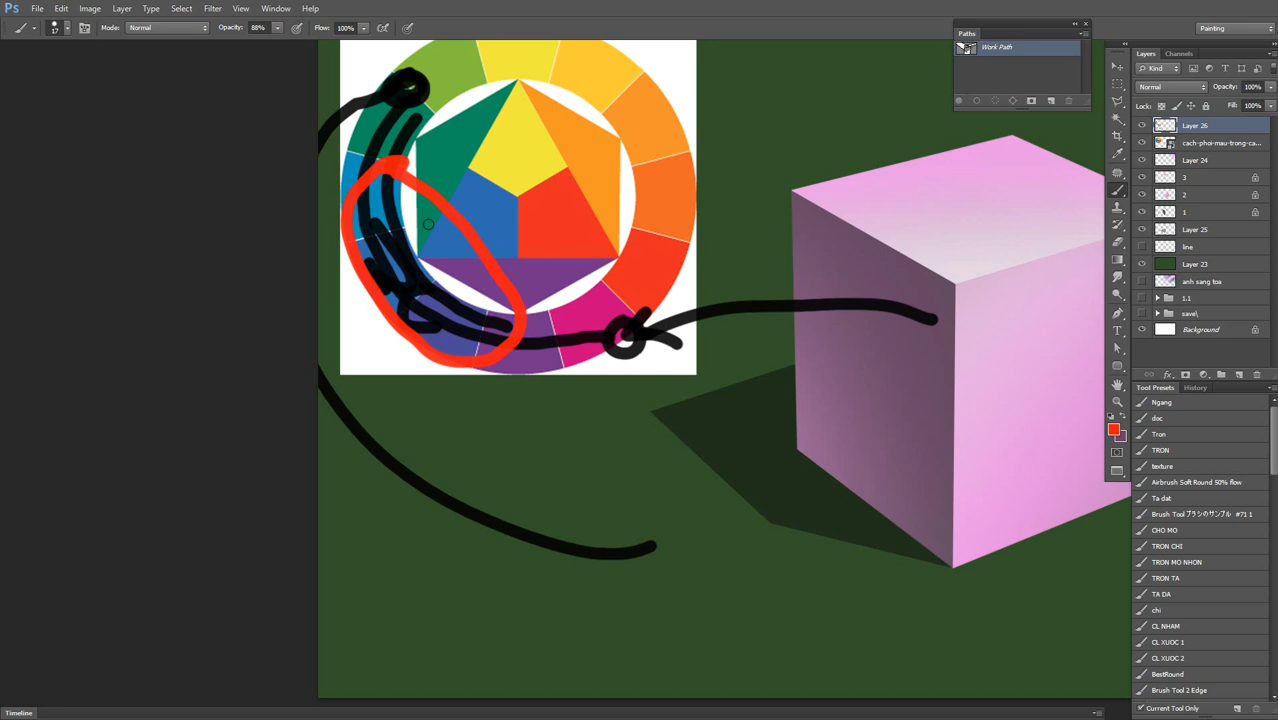 Ps File Edit Image Layer Type Select Filter View Window Help
17 Mode: Normal Opacity: 88% Flow: 100% Painting
Paths
Work Path
Layers Channels
Kind
Normal Opacity: 100%
Lock: Fill: 100%
Layer 26
cach-phoi-mau-trong-ca...
Layer 24
3
2
1
Layer 25
line
Layer 23
anh sang toa
1.1
save\
Background
Tool Presets History
Ngang
doc
Tron
TRON
texture
Airbrush Soft Round 50% flow
Ta dat
Brush Tool ブラシのサンプル #71 1
CHO MO
TRON CHI
TRON MO NHON
TRON TA
TA DA
chi
CL NHAM
CL XUOC 1
CL XUOC 2
BestRound
Brush Tool 2 Edge
Current Tool Only
Timeline